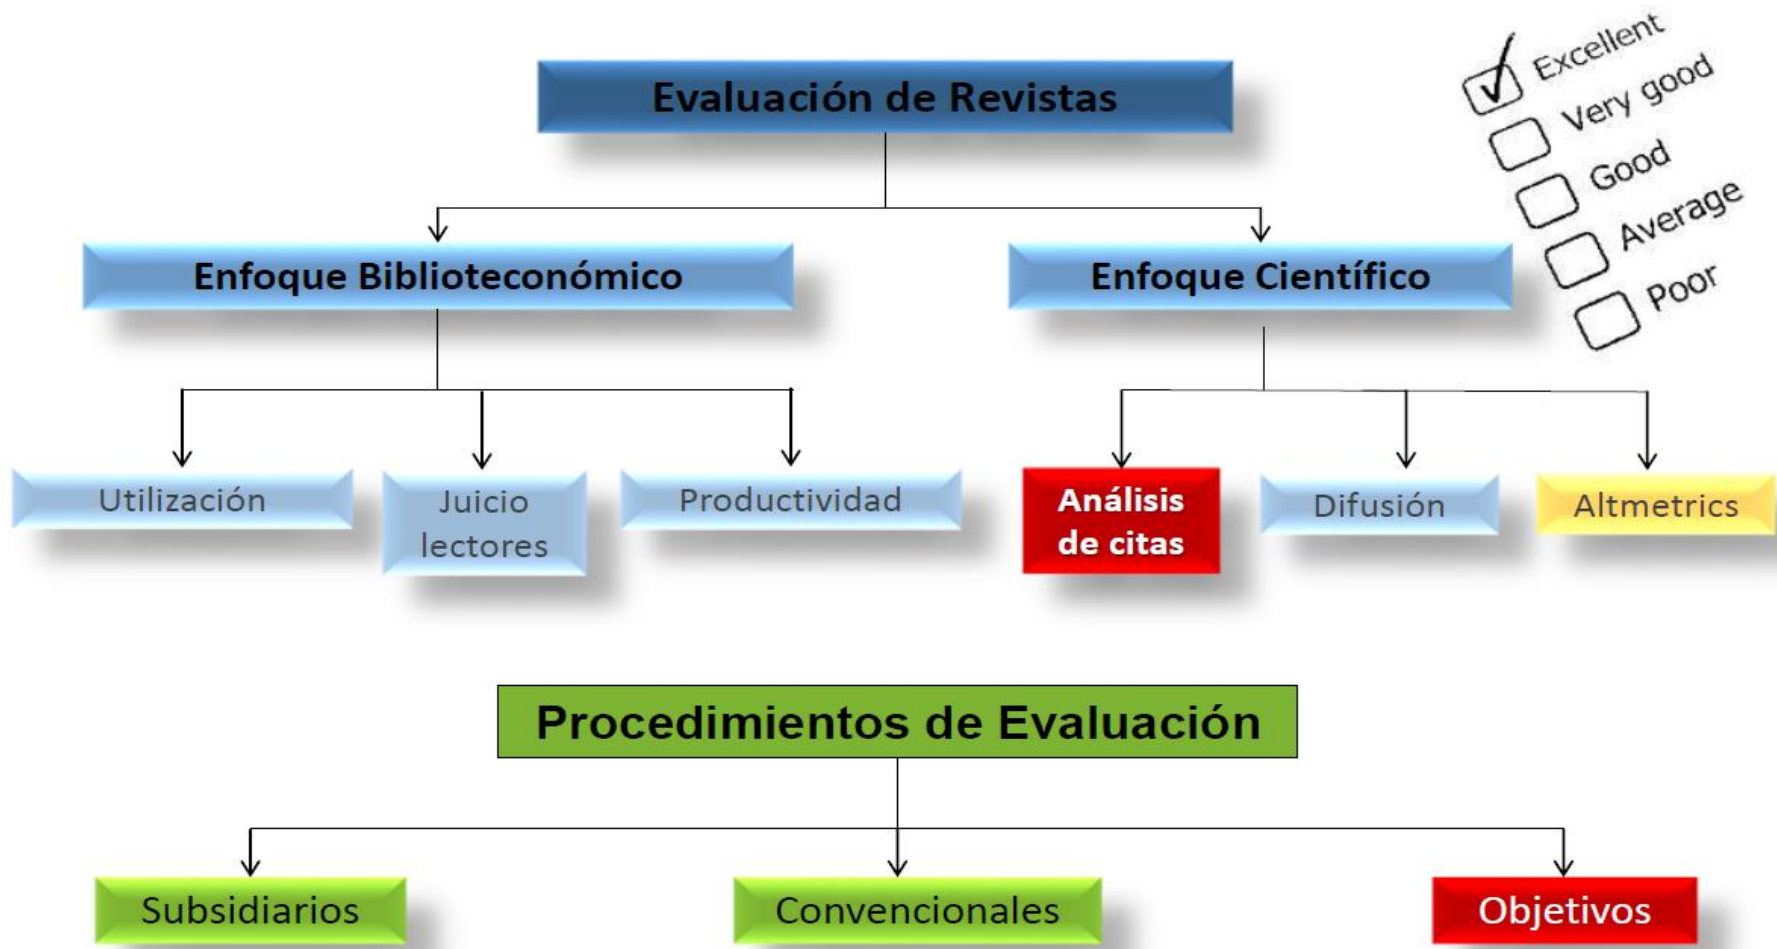 Evaluación de Revistas
Excellent
Very good
Good
Average
Poor
Enfoque Biblioteconómico
Enfoque Científico
Utilización
Juicio
lectores
Productividad
Análisis
de citas
Difusión
Altmetrics
Procedimientos de Evaluación
Subsidiarios
Convencionales
Objetivos